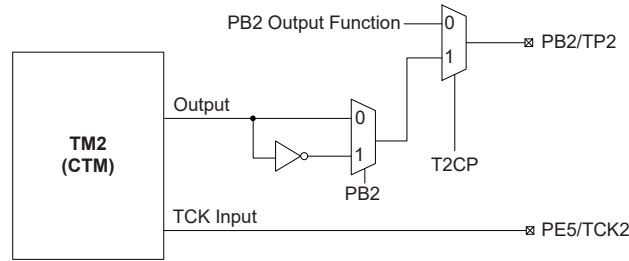 PB2 Output Function
0
1
PB2/TP2
T2CP
TM2
(CTM)
Output
0
1
PB2
TCK Input
PE5/TCK2